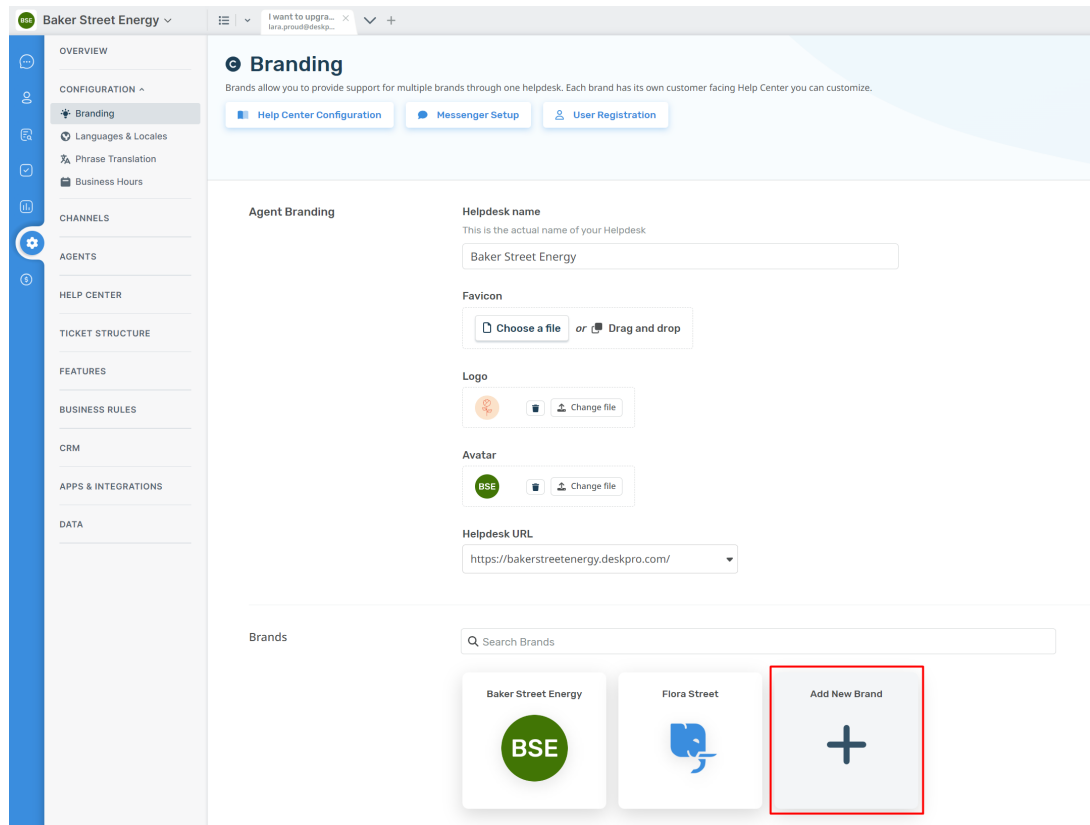 BSE Baker Street Energy
I want to upgra...
lara.proud@deskp...
OVERVIEW
CONFIGURATION
Branding
Languages & Locales
Phrase Translation
Business Hours
CHANNELS
AGENTS
HELP CENTER
TICKET STRUCTURE
FEATURES
BUSINESS RULES
CRM
APPS & INTEGRATIONS
DATA
Branding
Brands allow you to provide support for multiple brands through one helpdesk. Each brand has its own customer facing Help Center you can customize.
Help Center Configuration Messenger Setup User Registration
Agent Branding
Helpdesk name
This is the actual name of your Helpdesk
Baker Street Energy
Favicon
Choose a file or Drag and drop
Logo
Change file
Avatar
BSE Change file
Helpdesk URL
https://bakerstreetenergy.deskpro.com/
Brands
Search Brands
Baker Street Energy Flora Street Add New Brand
BSE